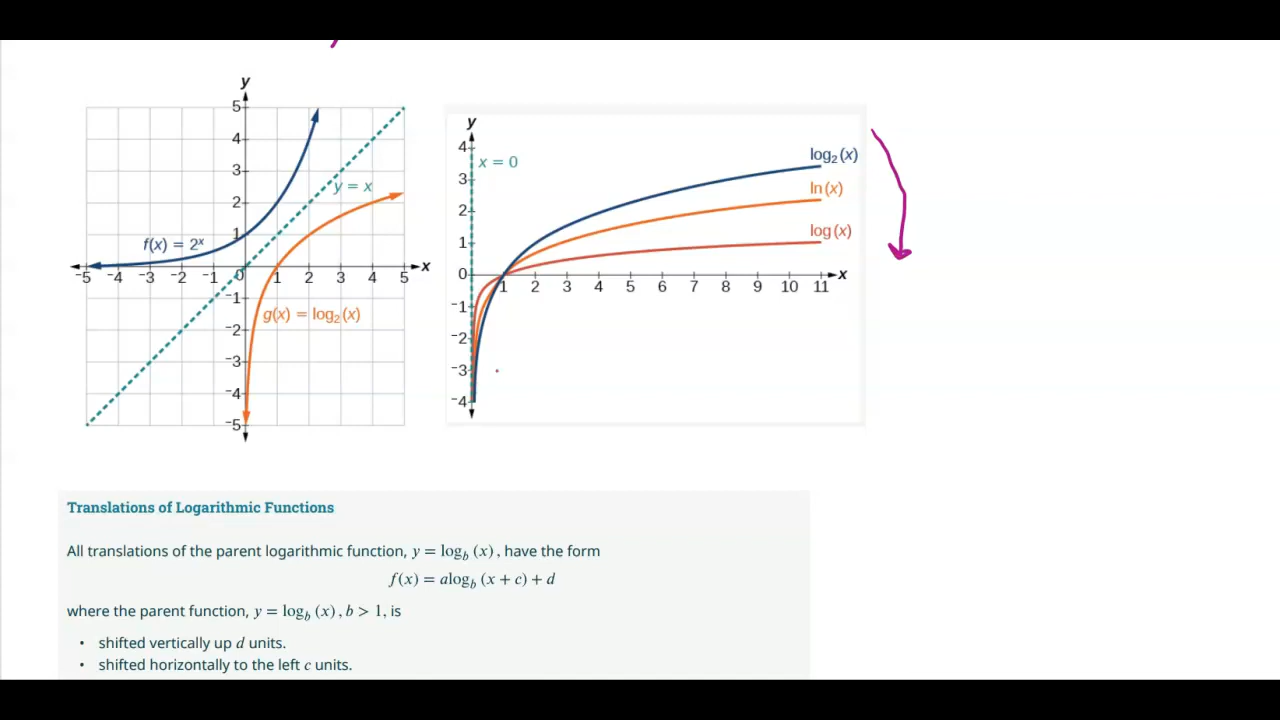 y
5
4
3
2
1
y = x
f(x) = 2ˣ
-5 -4 -3 -2 -1 0 1 2 3 4 5 x
-1
-2
-3
-4
-5
g(x) = log₂(x)
y
4
3
2
1
0
-1
-2
-3
-4
x = 0
log₂(x)
ln(x)
log(x)
1 2 3 4 5 6 7 8 9 10 11 x
Translations of Logarithmic Functions
All translations of the parent logarithmic function, y = log_b (x), have the form
f(x) = alog_b (x + c) + d
where the parent function, y = log_b (x), b > 1, is
• shifted vertically up d units.
• shifted horizontally to the left c units.